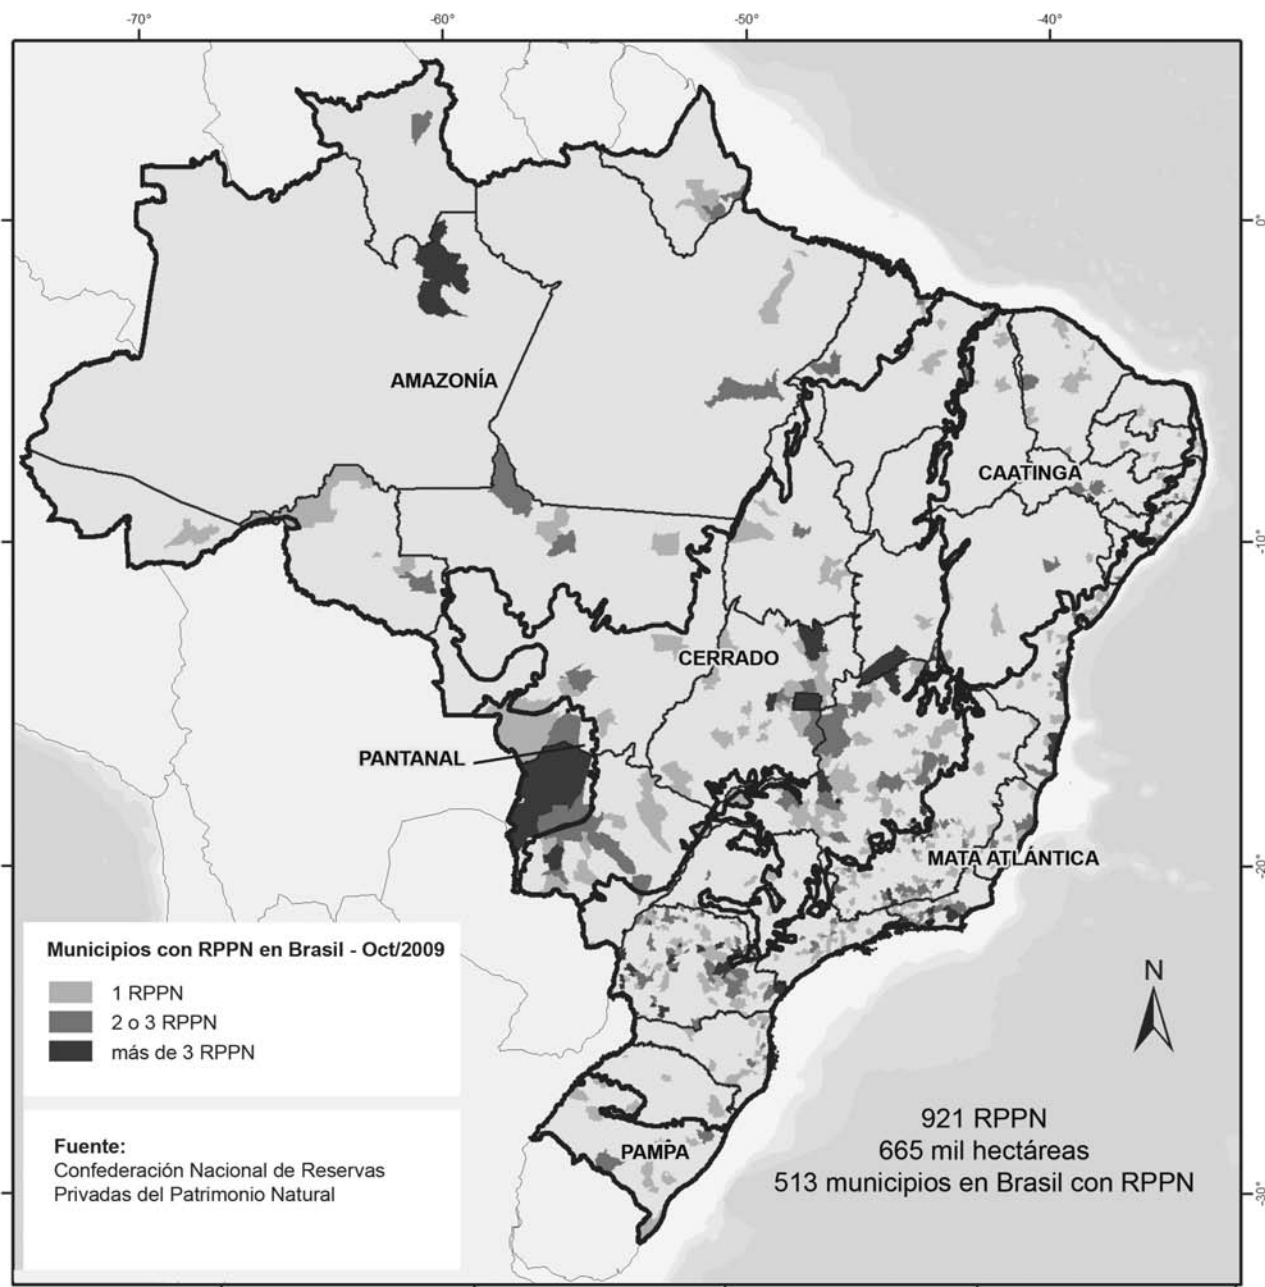 -70°
-60°
-50°
-40°
0°
AMAZONÍA
CAATINGA
-10°
CERRADO
PANTANAL
MATA ATLÁNTICA
-20°
Municipios con RPPN en Brasil - Oct/2009
1 RPPN
2 o 3 RPPN
más de 3 RPPN
N
Fuente:
Confederación Nacional de Reservas
Privadas del Patrimonio Natural
PAMPA
921 RPPN
665 mil hectáreas
513 municipios en Brasil con RPPN
-30°